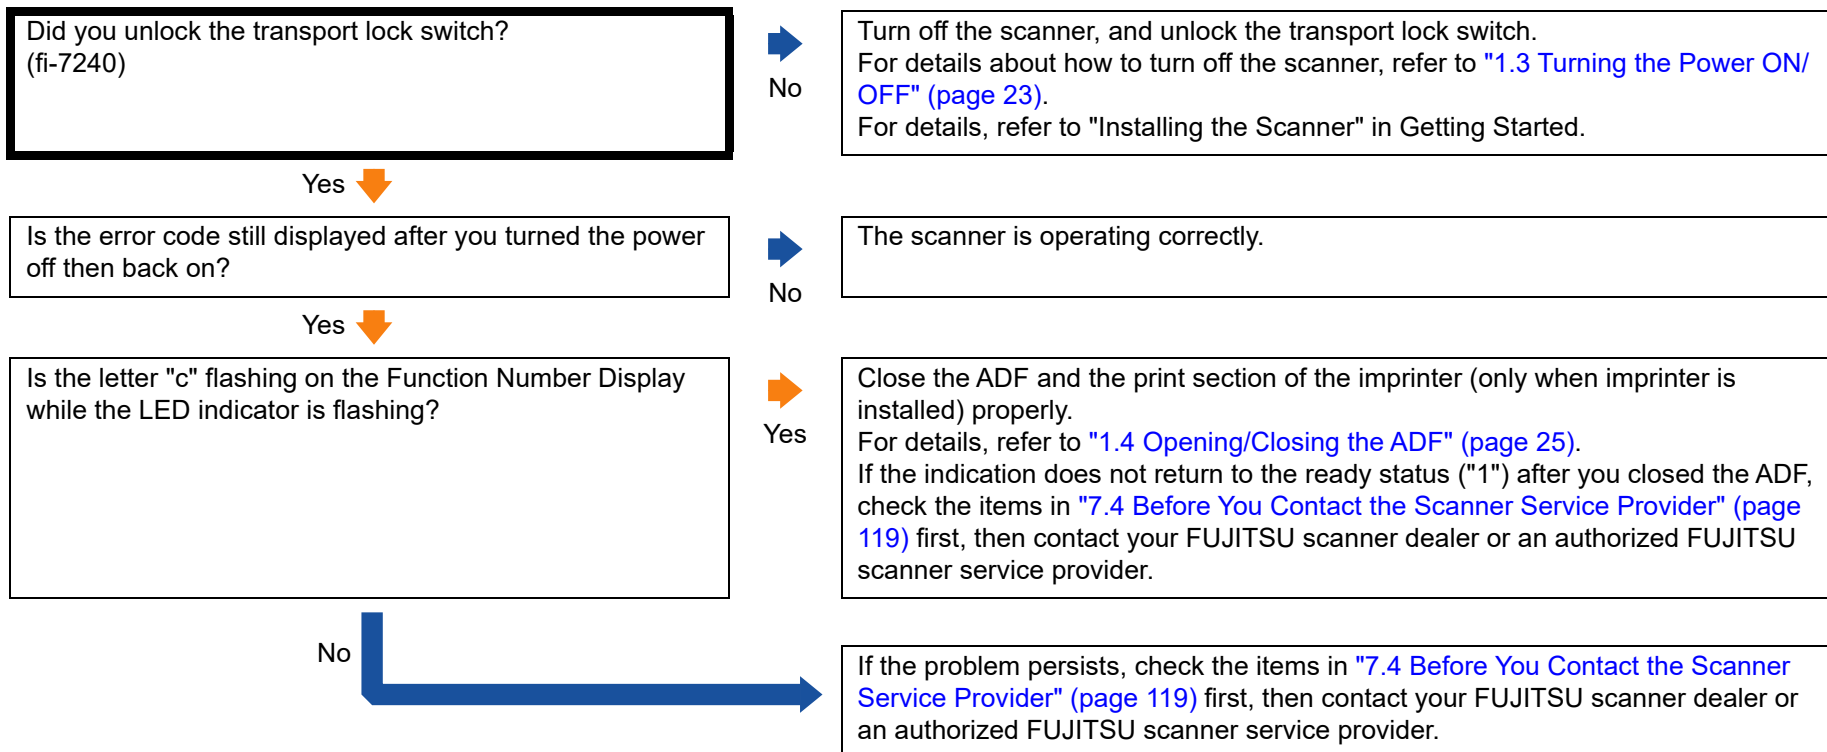 Did you unlock the transport lock switch?
(fi-7240)
No
Turn off the scanner, and unlock the transport lock switch.
For details about how to turn off the scanner, refer to "1.3 Turning the Power ON/
OFF" (page 23).
For details, refer to "Installing the Scanner" in Getting Started.
Yes
Is the error code still displayed after you turned the power
off then back on?
No
The scanner is operating correctly.
Yes
Is the letter "c" flashing on the Function Number Display
while the LED indicator is flashing?
Yes
Close the ADF and the print section of the imprinter (only when imprinter is
installed) properly.
For details, refer to "1.4 Opening/Closing the ADF" (page 25).
If the indication does not return to the ready status ("1") after you closed the ADF,
check the items in "7.4 Before You Contact the Scanner Service Provider" (page
119) first, then contact your FUJITSU scanner dealer or an authorized FUJITSU
scanner service provider.
No
If the problem persists, check the items in "7.4 Before You Contact the Scanner
Service Provider" (page 119) first, then contact your FUJITSU scanner dealer or
an authorized FUJITSU scanner service provider.